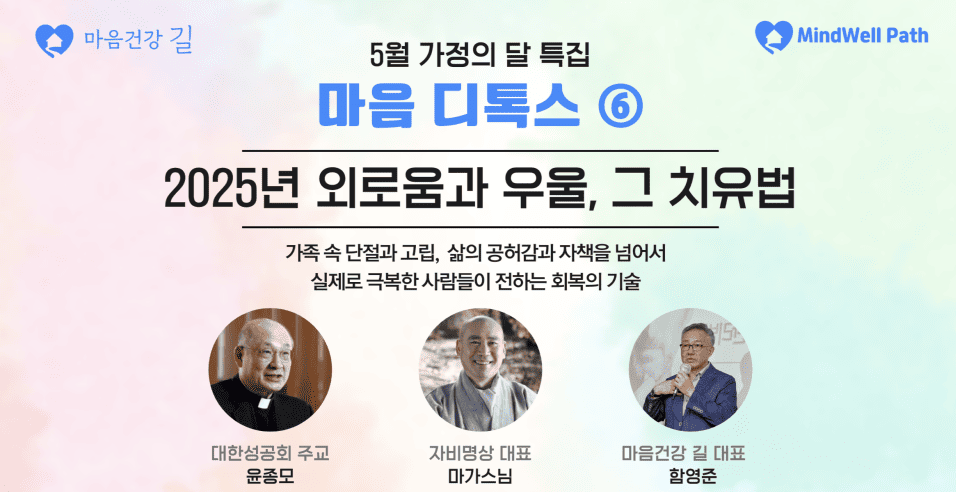 마음건강 길
MindWell Path
5월 가정의 달 특집
마음 디톡스 ⑥
2025년 외로움과 우울, 그 치유법
가족 속 단절과 고립, 삶의 공허감과 자책을 넘어서
실제로 극복한 사람들이 전하는 회복의 기술
대한성공회 주교
윤종모
자비명상 대표
마가스님
마음건강 길 대표
함영준